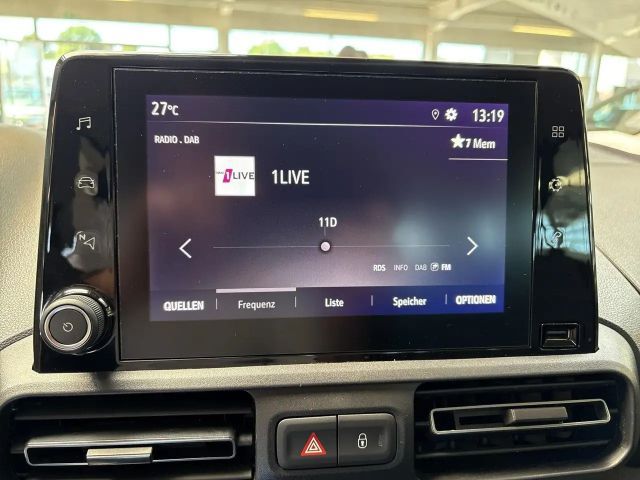 27°C 13:19
RADIO . DAB
7 Mem
1LIVE
1LIVE
11D
RDS INFO DAB FM
QUELLEN Frequenz Liste Speicher OPTIONEN
N